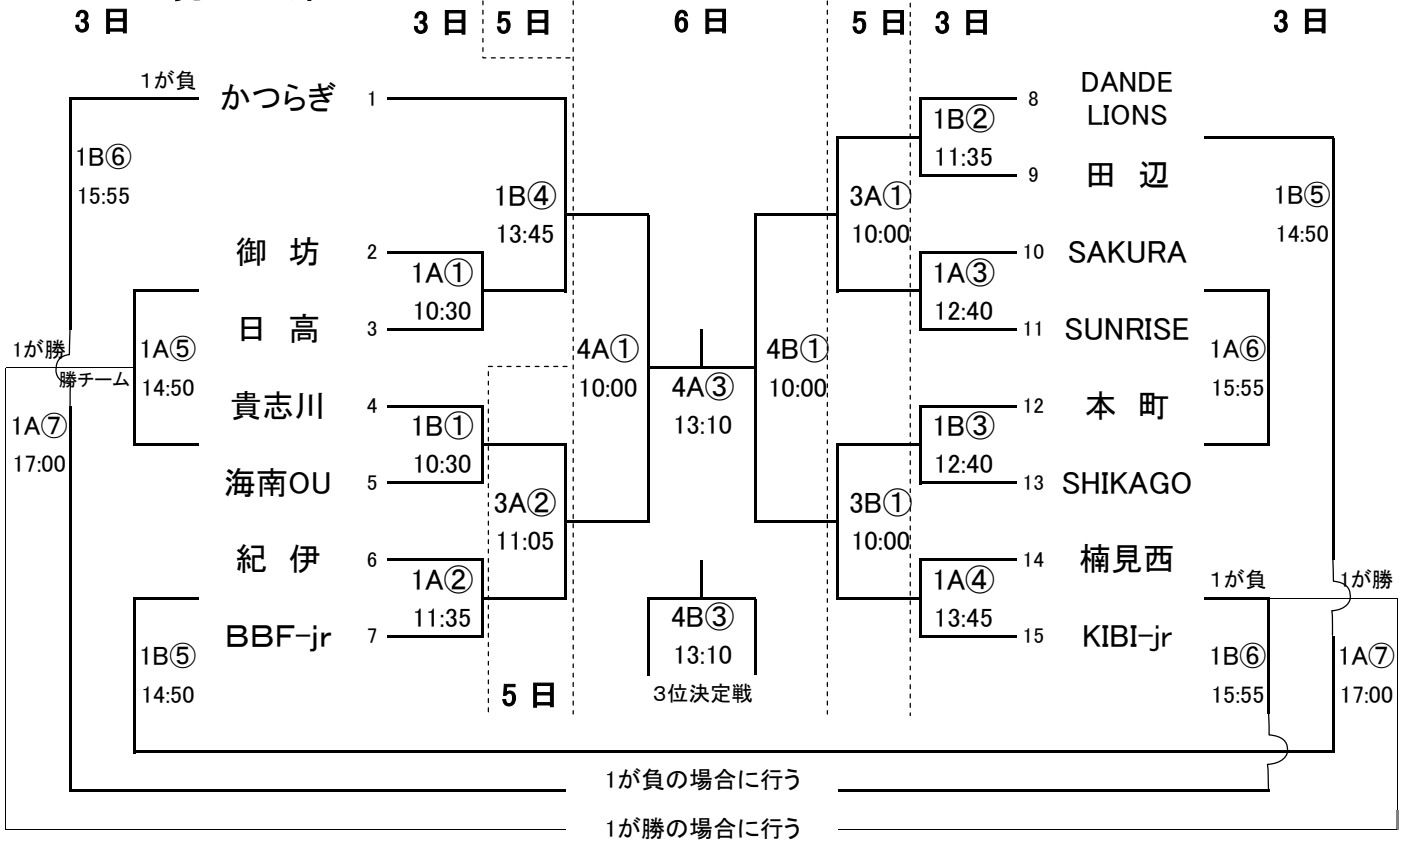 3 日
3 日
5 日
6 日
5 日
3 日
3 日
1が負
かつらぎ 1
1B⑥
15:55
1B④
13:45
御 坊 2
1A①
10:30
日 高 3
1が勝
勝チーム
1A⑤
14:50
1A⑦
17:00
貴志川 4
1B①
10:30
海南OU 5
3A②
11:05
紀 伊 6
1A②
11:35
BBF-jr 7
1B⑤
14:50
5 日
4A①
10:00
4A③
13:10
4B①
10:00
4B③
13:10
3位決定戦
8 DANDE
LIONS
1B②
11:35
9 田 辺
3A①
10:00
1B⑤
14:50
10 SAKURA
1A③
12:40
11 SUNRISE
1A⑥
15:55
12 本 町
1B③
12:40
13 SHIKAGO
3B①
10:00
14 楠見西
1A④
13:45
15 KIBI-jr
1が負
1が勝
1B⑥
15:55
1A⑦
17:00
1が負の場合に行う
1が勝の場合に行う